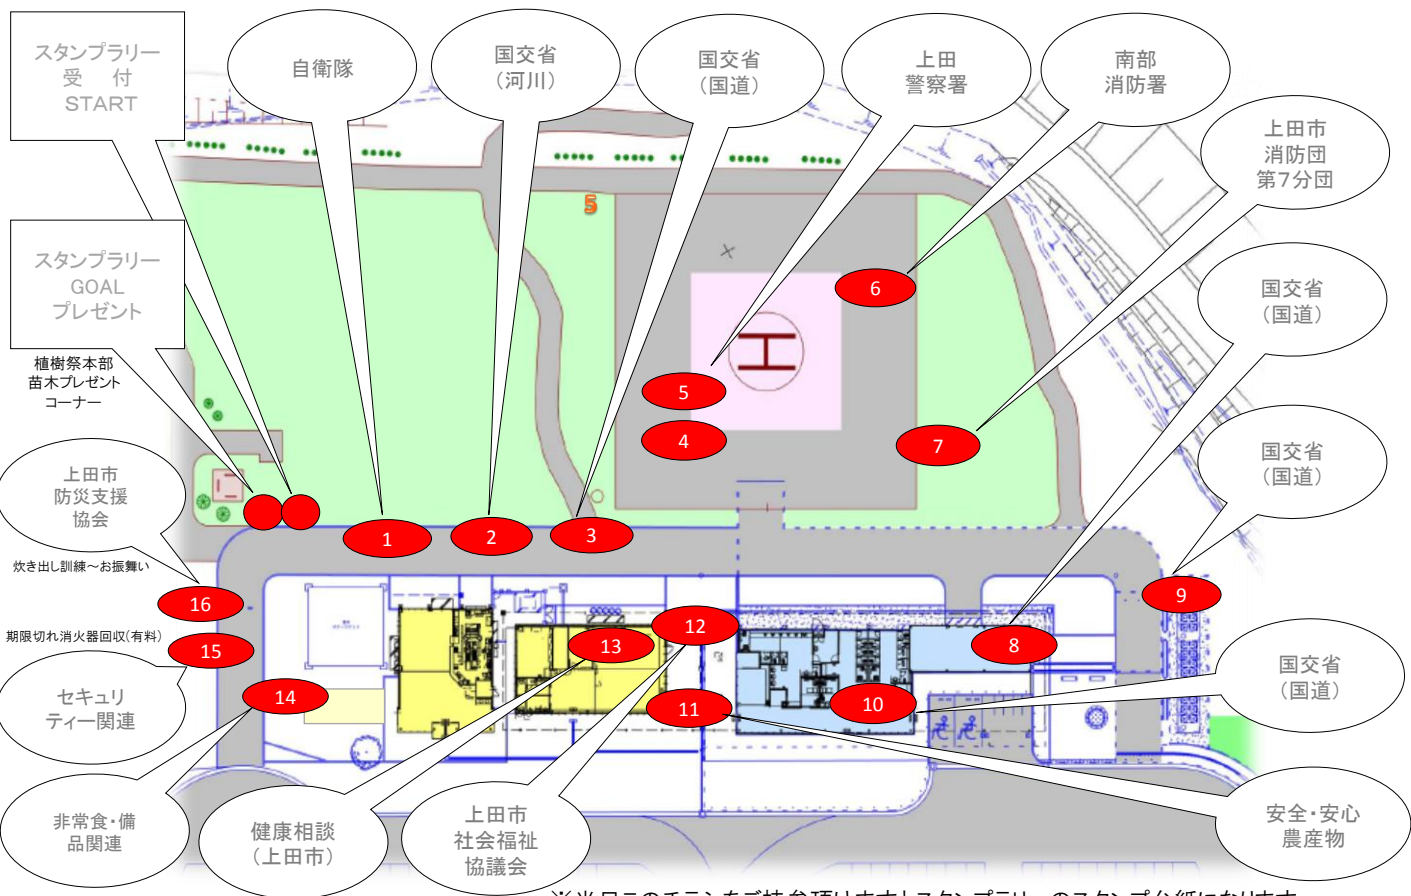 スタンプラリー
受　付
START
自衛隊
国交省
（河川）
国交省
（国道）
上田
警察署
南部
消防署
上田市
消防団
第７分団
スタンプラリー
GOAL
プレゼント
植樹祭本部
苗木プレゼント
コーナー
国交省
（国道）
国交省
（国道）
上田市
防災支援
協会
炊き出し訓練～お振舞い
期限切れ消火器回収(有料)
セキュリ
ティー関連
非常食・備
品関連
健康相談
（上田市）
上田市
社会福祉
協議会
国交省
（国道）
安全・安心
農産物
5
H
6
5
4
7
1
2
3
16
15
14
13
12
11
10
8
9